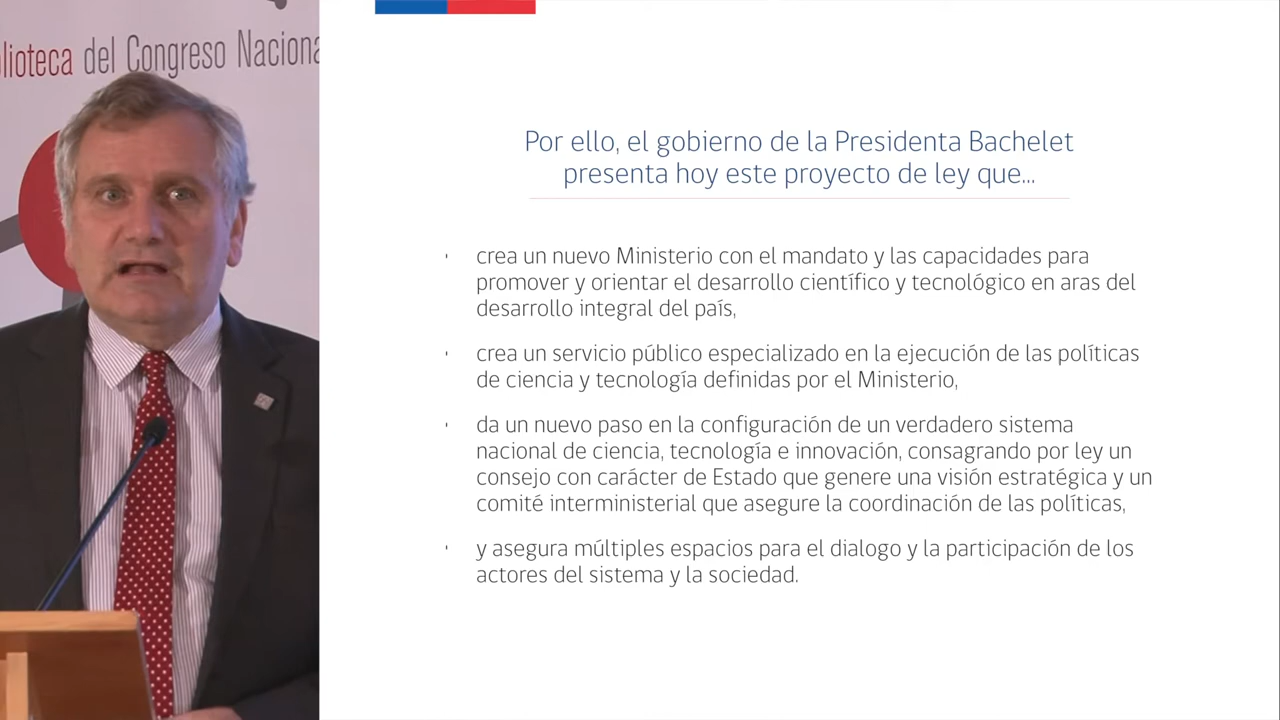 blioteca del Congreso Naciona
Por ello, el gobierno de la Presidenta Bachelet
presenta hoy este proyecto de ley que...
crea un nuevo Ministerio con el mandato y las capacidades para
promover y orientar el desarrollo científico y tecnológico en aras del
desarrollo integral del país,
crea un servicio público especializado en la ejecución de las políticas
de ciencia y tecnología definidas por el Ministerio,
da un nuevo paso en la configuración de un verdadero sistema
nacional de ciencia, tecnología e innovación, consagrando por ley un
consejo con carácter de Estado que genere una visión estratégica y un
comité interministerial que asegure la coordinación de las políticas,
y asegura múltiples espacios para el dialogo y la participación de los
actores del sistema y la sociedad.